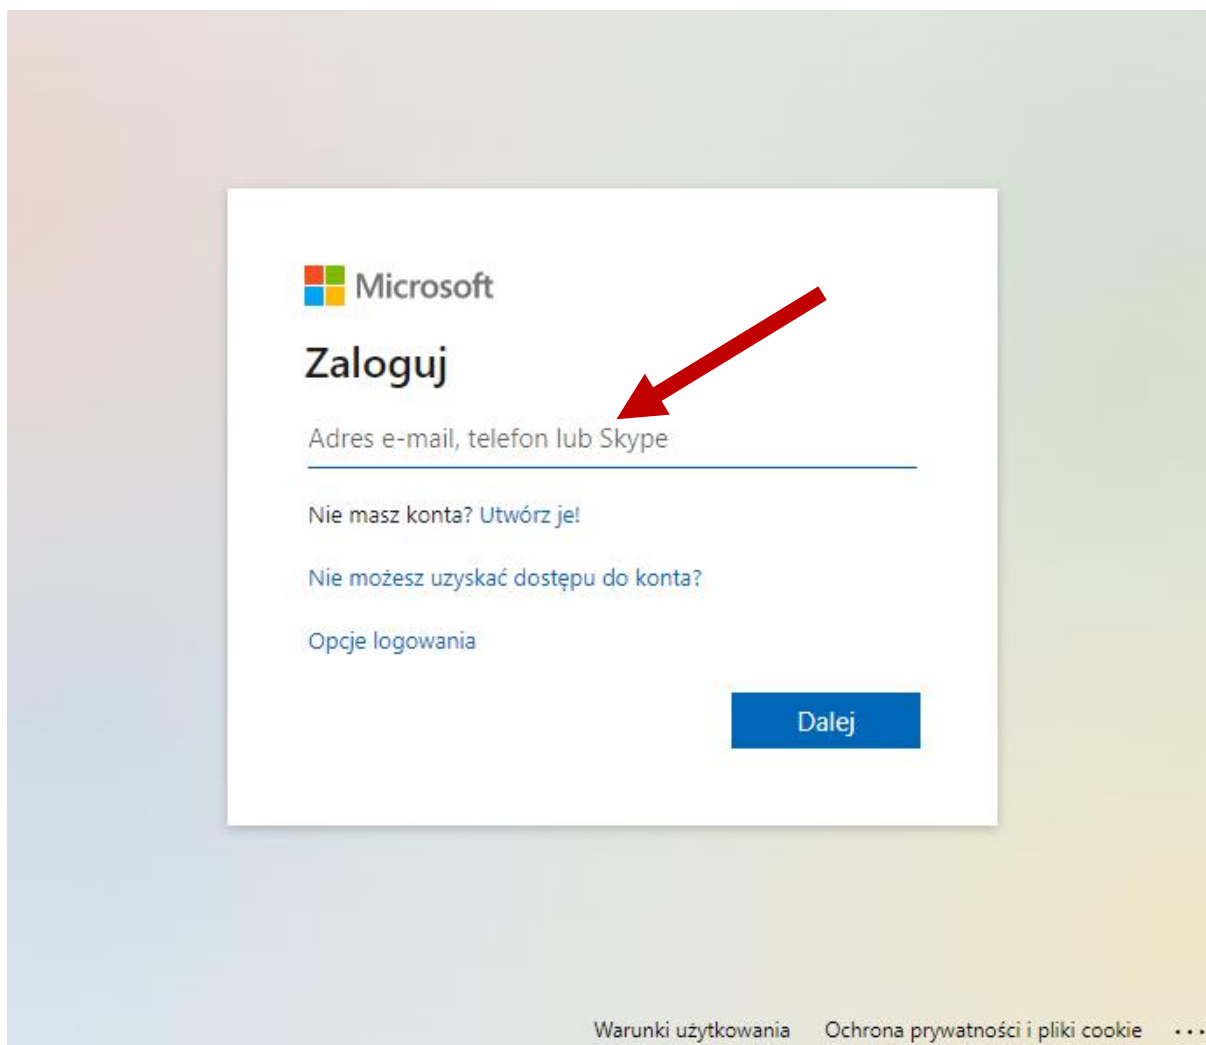 Microsoft
Zaloguj
Adres e-mail, telefon lub Skype
Nie masz konta? Utwórz je!
Nie możesz uzyskać dostępu do konta?
Opcje logowania
Dalej
Warunki użytkowania Ochrona prywatności i pliki cookie ...